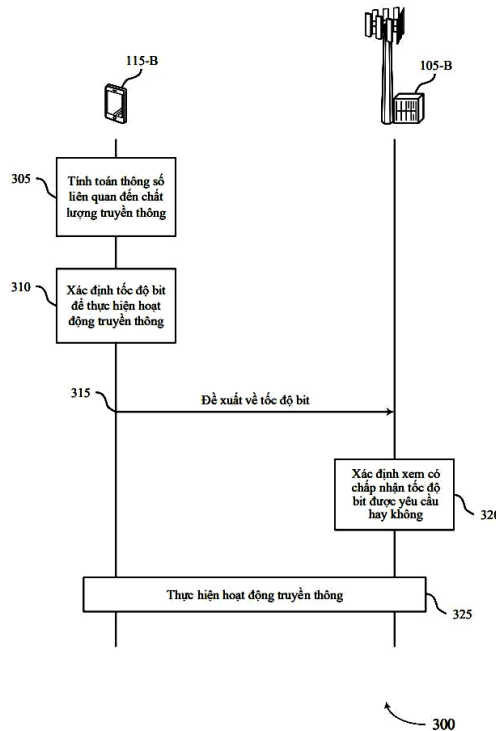 115-B
105-B
305
Tính toán thông số
liên quan đến chất
lượng truyền thông
310
Xác định tốc độ bit
để thực hiện hoạt
động truyền thông
315
Đề xuất về tốc độ bit
Xác định xem có
chấp nhận tốc độ
bit được yêu cầu
hay không
320
Thực hiện hoạt động truyền thông
325
300